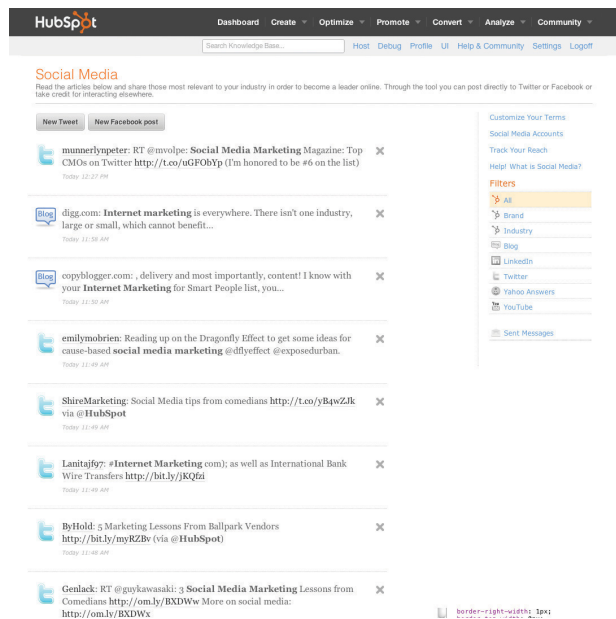 HubSpot
Dashboard Create Optimize Promote Convert Analyze Community
Search Knowledge Base...
Host Debug Profile UI Help & Community Settings Logoff
Social Media
Read the articles below and share those most relevant to your industry in order to become a leader online. Through the tool you can post directly to Twitter or Facebook or
take credit for interacting elsewhere.
New Tweet New Facebook post
munnerlynpeter: RT @mvolpe: Social Media Marketing Magazine: Top
CMOs on Twitter http://t.co/uGFObYp (I'm honored to be #6 on the list)
Today 12:27 PM
Blog
digg.com: Internet marketing is everywhere. There isn't one industry,
large or small, which cannot benefit...
Today 11:58 AM
Blog
copyblogger.com: , delivery and most importantly, content! I know with
your Internet Marketing for Smart People list, you...
Today 11:50 AM
emilymobrien: Reading up on the Dragonfly Effect to get some ideas for
cause-based social media marketing @dflyeffect @exposedurban.
Today 11:49 AM
ShireMarketing: Social Media tips from comedians http://t.co/yB4wZJk
via @HubSpot
Today 11:49 AM
Lanitajf97: #Internet Marketing com); as well as International Bank
Wire Transfers http://bit.ly/jKQfzi
Today 11:49 AM
ByHold: 5 Marketing Lessons From Ballpark Vendors
http://bit.ly/myRZBv (via @HubSpot)
Today 11:48 AM
Genlack: RT @guykawasaki: 3 Social Media Marketing Lessons from
Comedians http://om.ly/BXDWw More on social media:
http://om.ly/BXDWx
Customize Your Terms
Social Media Accounts
Track Your Reach
Help! What is Social Media?
Filters
All
Brand
Industry
Blog
LinkedIn
Twitter
Yahoo Answers
YouTube
Sent Messages
border-right-width: 1px;